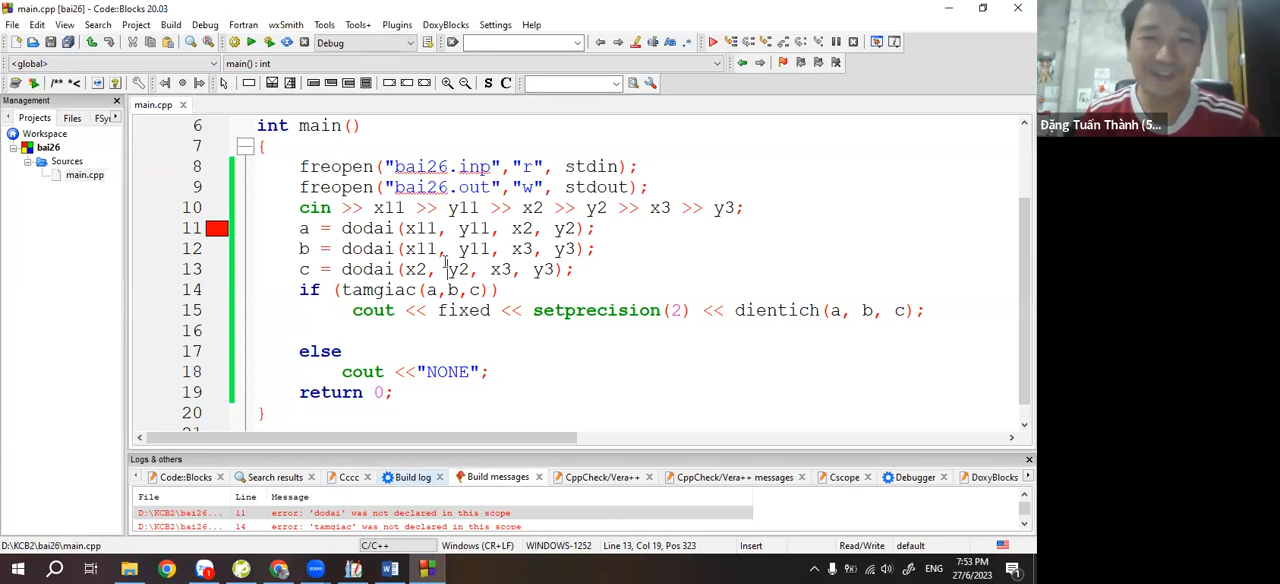 main.cpp [bai26] - Code::Blocks 20.03
File Edit View Search Project Build Debug Fortran wxSmith Tools Tools+ Plugins DoxyBlocks Settings Help
Debug
<global> main() : int
/** *< S C
Management
Projects Files FSy
Workspace
bai26
Sources
main.cpp
main.cpp
6 int main()
7 {
8 freopen("bai26.inp","r", stdin);
9 freopen("bai26.out","w", stdout);
10 cin >> x11 >> y11 >> x2 >> y2 >> x3 >> y3;
11 a = dodai(x11, y11, x2, y2);
12 b = dodai(x11, y11, x3, y3);
13 c = dodai(x2, y2, x3, y3);
14 if (tamgiac(a,b,c))
15 cout << fixed << setprecision(2) << dientich(a, b, c);
16
17 else
18 cout <<"NONE";
19 return 0;
20 }
Logs & others
Code::Blocks Search results Cccc Build log Build messages CppCheck/Vera++ CppCheck/Vera++ messages Cscope Debugger DoxyBlocks
File Line Message
D:\KCB2\bai26... 11 error: 'dodai' was not declared in this scope
D:\KCB2\bai26... 14 error: 'tamgiac' was not declared in this scope
D:\KCB2\bai26\main.cpp C/C++ Windows (CR+LF) WINDOWS-1252 Line 13, Col 19, Pos 323 Insert Read/Write default
ENG 7:53 PM
27/6/2023
Đặng Tuấn Thành (5...